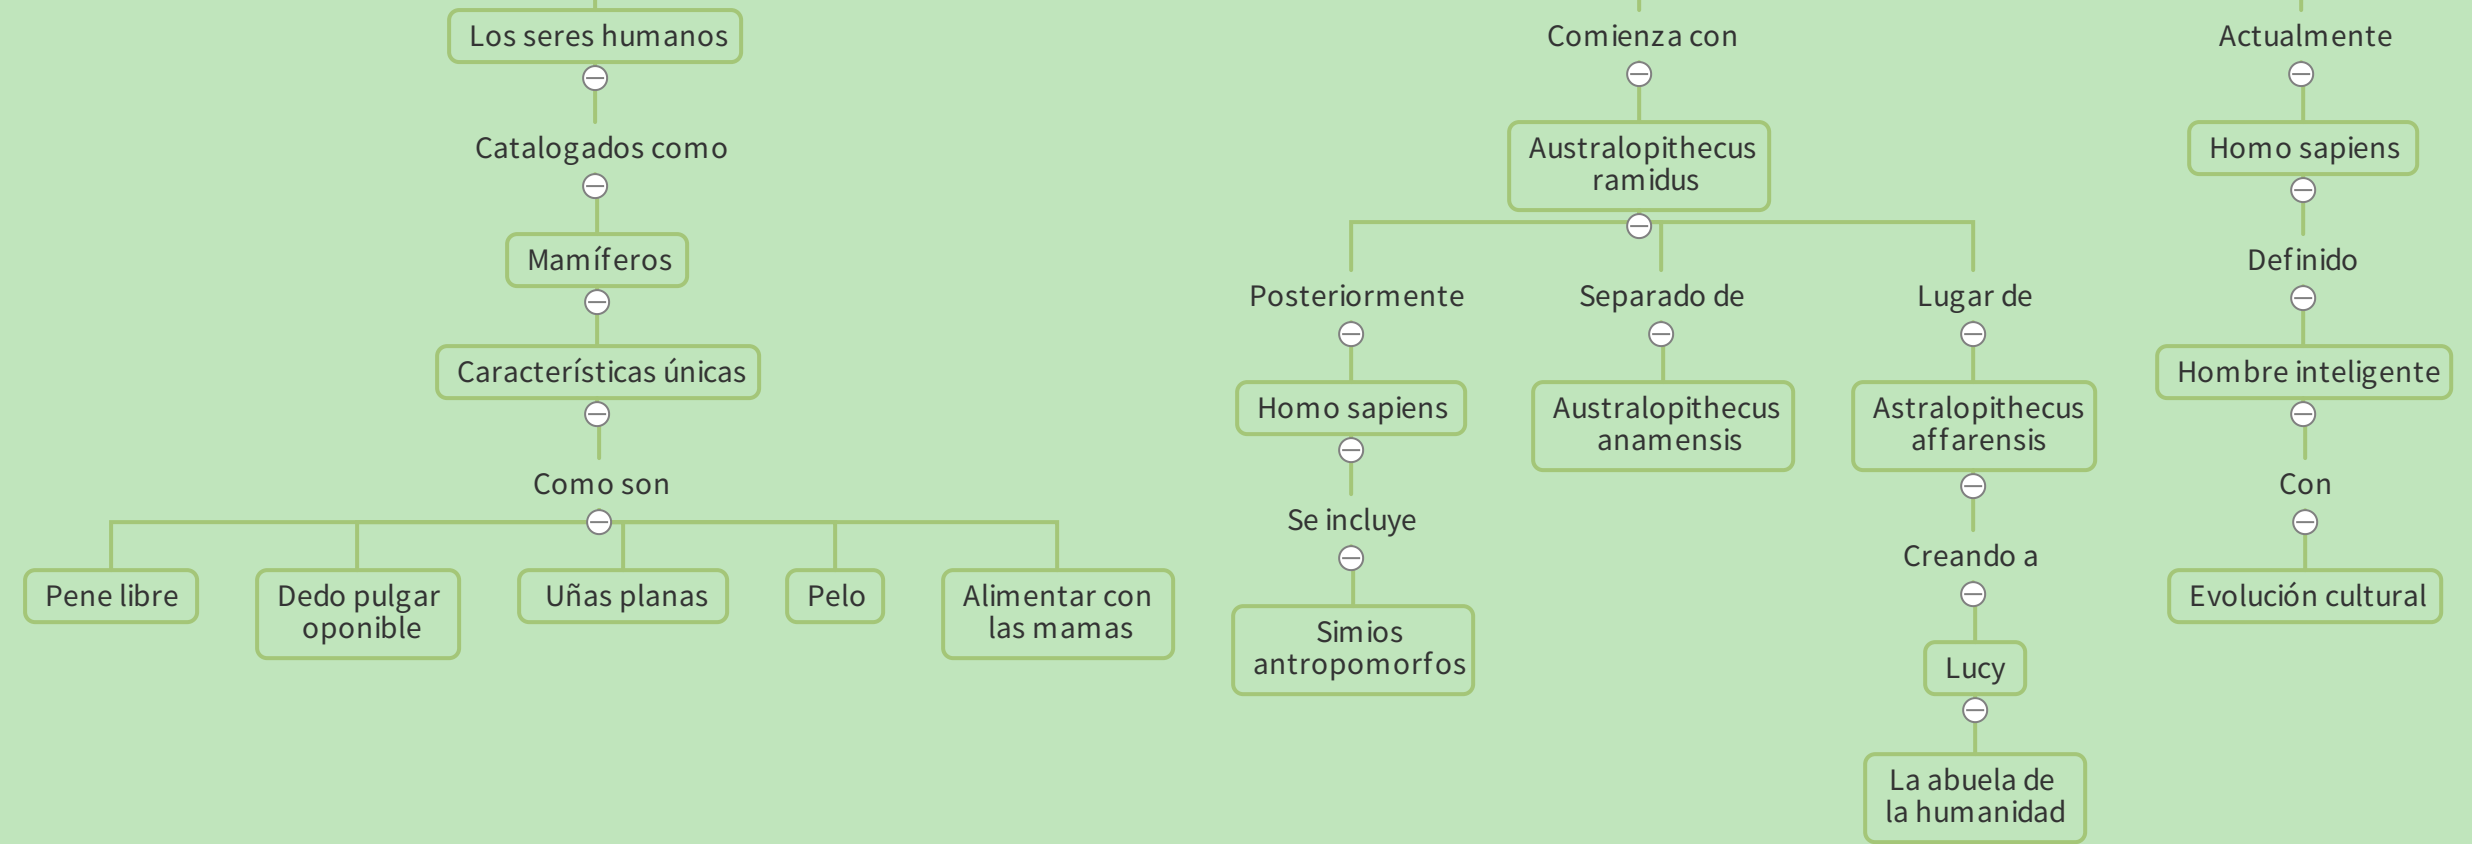 Los seres humanos
Catalogados como
Mamíferos
Características únicas
Como son
Pene libre
Dedo pulgar
oponible
Uñas planas
Pelo
Alimentar con
las mamas
Comienza con
Australopithecus
ramidus
Posteriormente
Homo sapiens
Se incluye
Simios
antropomorfos
Separado de
Australopithecus
anamensis
Lugar de
Astralopithecus
affarensis
Creando a
Lucy
La abuela de
la humanidad
Actualmente
Homo sapiens
Definido
Hombre inteligente
Con
Evolución cultural